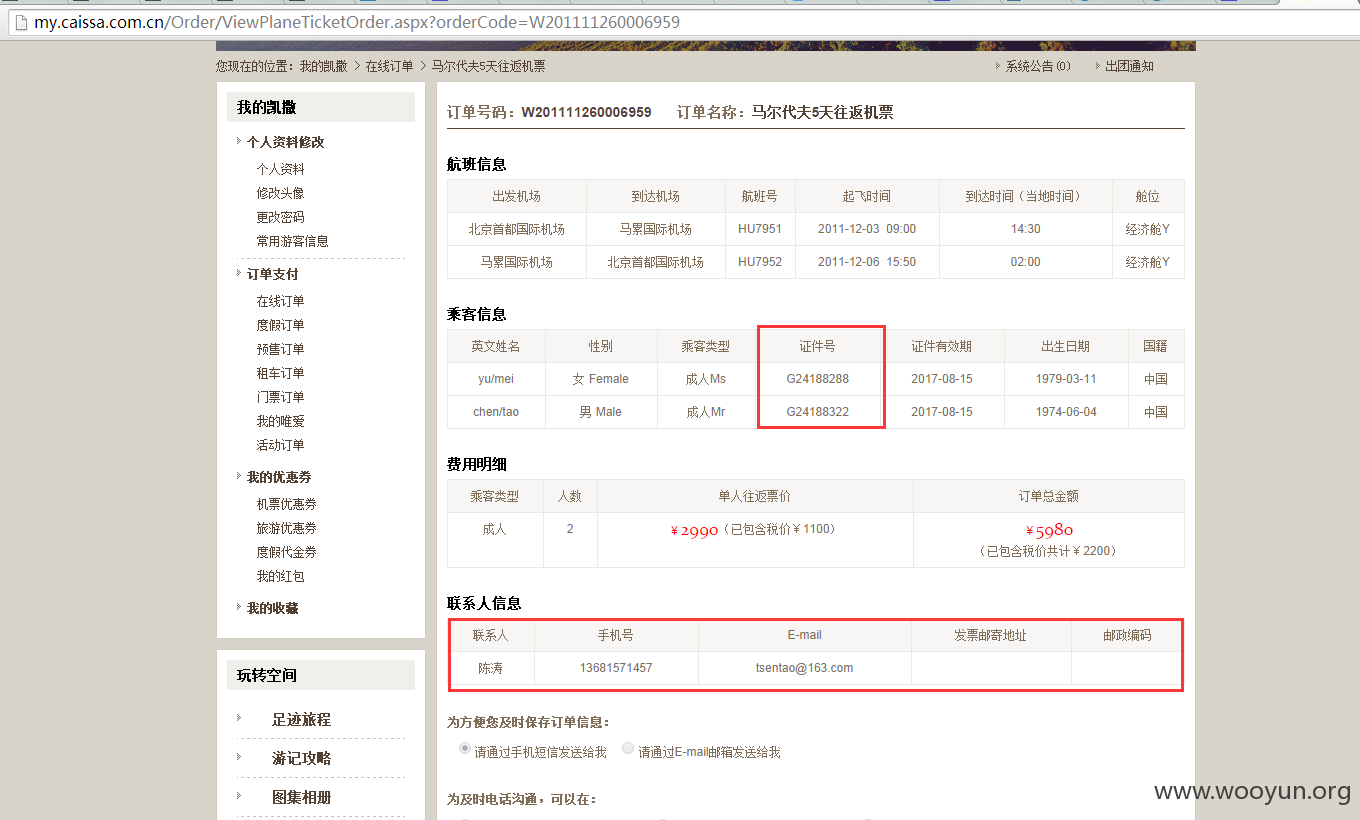 my.caissa.com.cn/Order/ViewPlaneTicketOrder.aspx?orderCode=W201111260006959
您现在的位置：我的凯撒 > 在线订单 > 马尔代夫5天往返机票
系统公告(0) 出团通知
我的凯撒
个人资料修改
个人资料
修改头像
更改密码
常用游客信息
订单支付
在线订单
度假订单
预售订单
租车订单
门票订单
我的唯爱
活动订单
我的优惠券
机票优惠券
旅游优惠券
度假代金券
我的红包
我的收藏
玩转空间
足迹旅程
游记攻略
图集相册
订单号码：W201111260006959 订单名称：马尔代夫5天往返机票
航班信息
出发机场 到达机场 航班号 起飞时间 到达时间（当地时间） 舱位
北京首都国际机场 马累国际机场 HU7951 2011-12-03 09:00 14:30 经济舱Y
马累国际机场 北京首都国际机场 HU7952 2011-12-06 15:50 02:00 经济舱Y
乘客信息
英文姓名 性别 乘客类型 证件号 证件有效期 出生日期 国籍
yu/mei 女 Female 成人Ms G24188288 2017-08-15 1979-03-11 中国
chen/tao 男 Male 成人Mr G24188322 2017-08-15 1974-06-04 中国
费用明细
乘客类型 人数 单人往返票价 订单总金额
成人 2 ¥2990（已包含税价¥1100） ¥5980
（已包含税价共计¥2200）
联系人信息
联系人 手机号 E-mail 发票邮寄地址 邮政编码
陈涛 13681571457 tsentao@163.com
为方便您及时保存订单信息：
请通过手机短信发送给我 请通过E-mail邮箱发送给我
为及时电话沟通，可以在：
www.wooyun.org